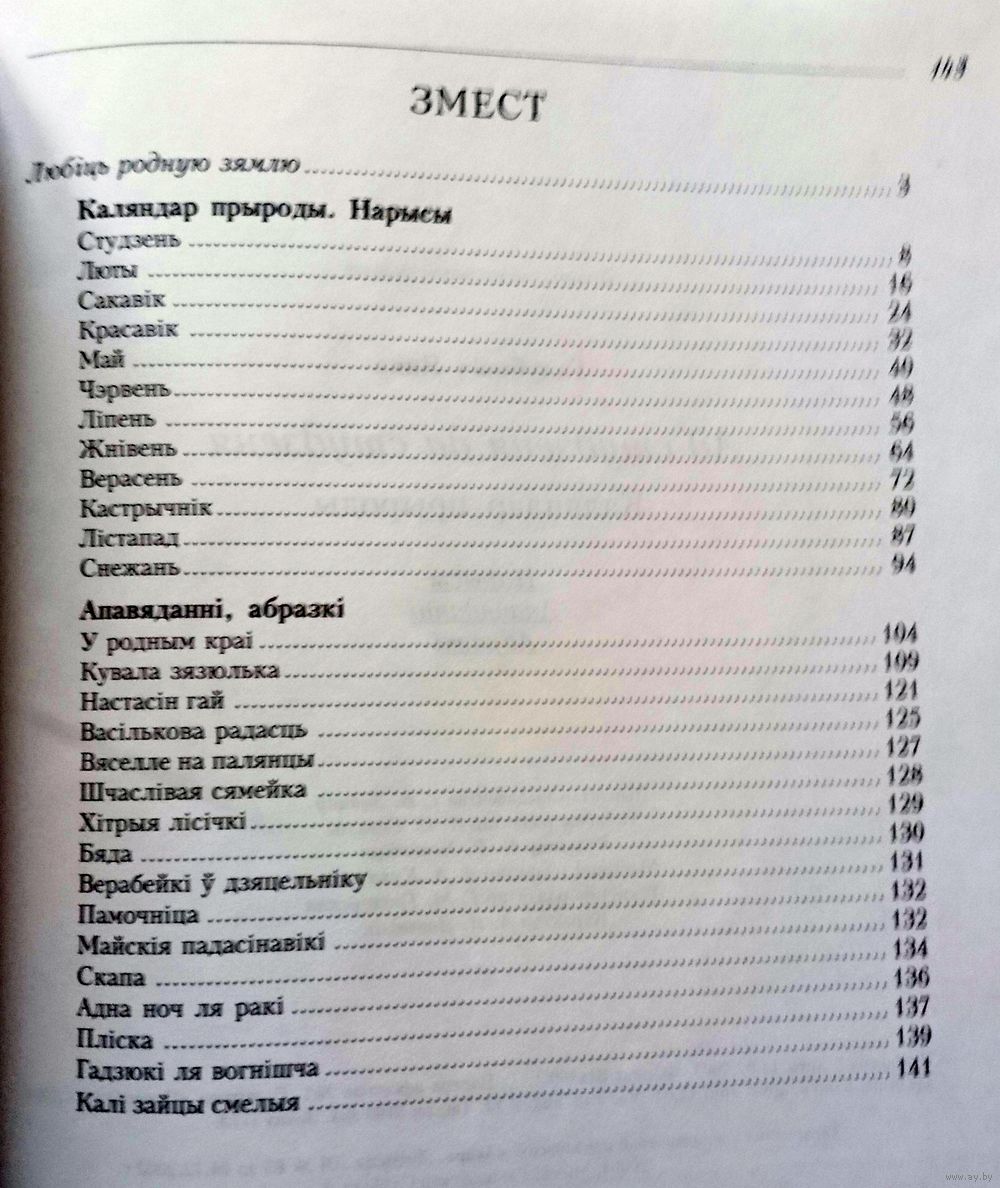 143
ЗМЕСТ
Любіць родную зямлю 3
Каляндар прыроды. Нарысы
Студзень 8
Люты 16
Сакавік 24
Красавік 32
Май 40
Чэрвень 48
Ліпень 56
Жнівень 64
Верасень 72
Кастрычнік 80
Лістапад 87
Снежань 94
Апавяданні, абразкі
У родным краі 104
Кувала зязюлька 109
Настасін гай 121
Васількова радасць 125
Вяселле на палянцы 127
Шчаслівая сямейка 128
Хітрыя лісічкі 129
Бяда 130
Верабейкі ў дзяцельніку 131
Памочніца 132
Майскія падасінавікі 132
Скапа 134
Адна ноч ля ракі 136
Пліска 137
Гадзюкі ля вогнішча 139
Калі зайцы смелыя 141
www.ay.by